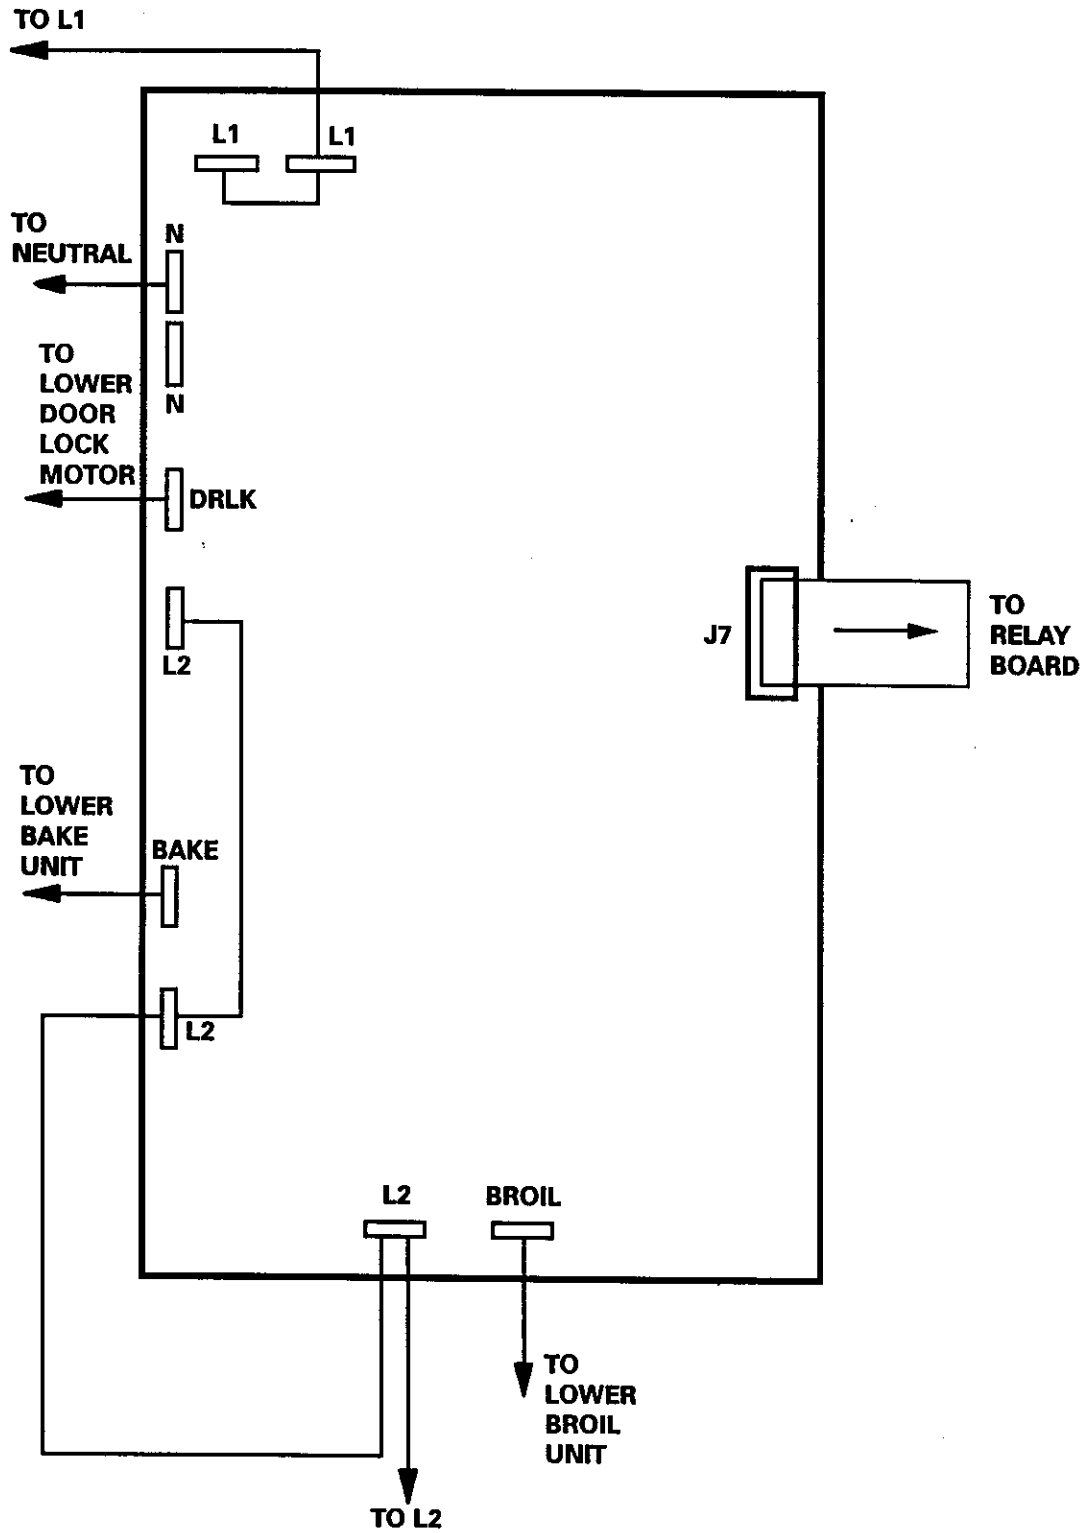 TO L1
L1
L1
TO
NEUTRAL
N
N
TO
LOWER
DOOR
LOCK
MOTOR
DRLK
L2
J7
TO
RELAY
BOARD
TO
LOWER
BAKE
UNIT
BAKE
L2
L2
BROIL
TO
LOWER
BROIL
UNIT
TO L2